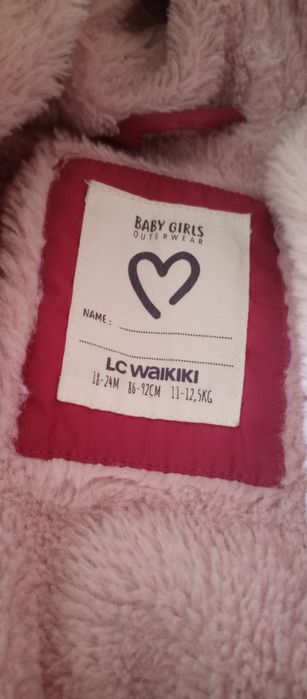 BABY GIRLS
OUTERWEAR
NAME:
LC WAIKIKI
18-24M 86-92CM 11-12,5KG